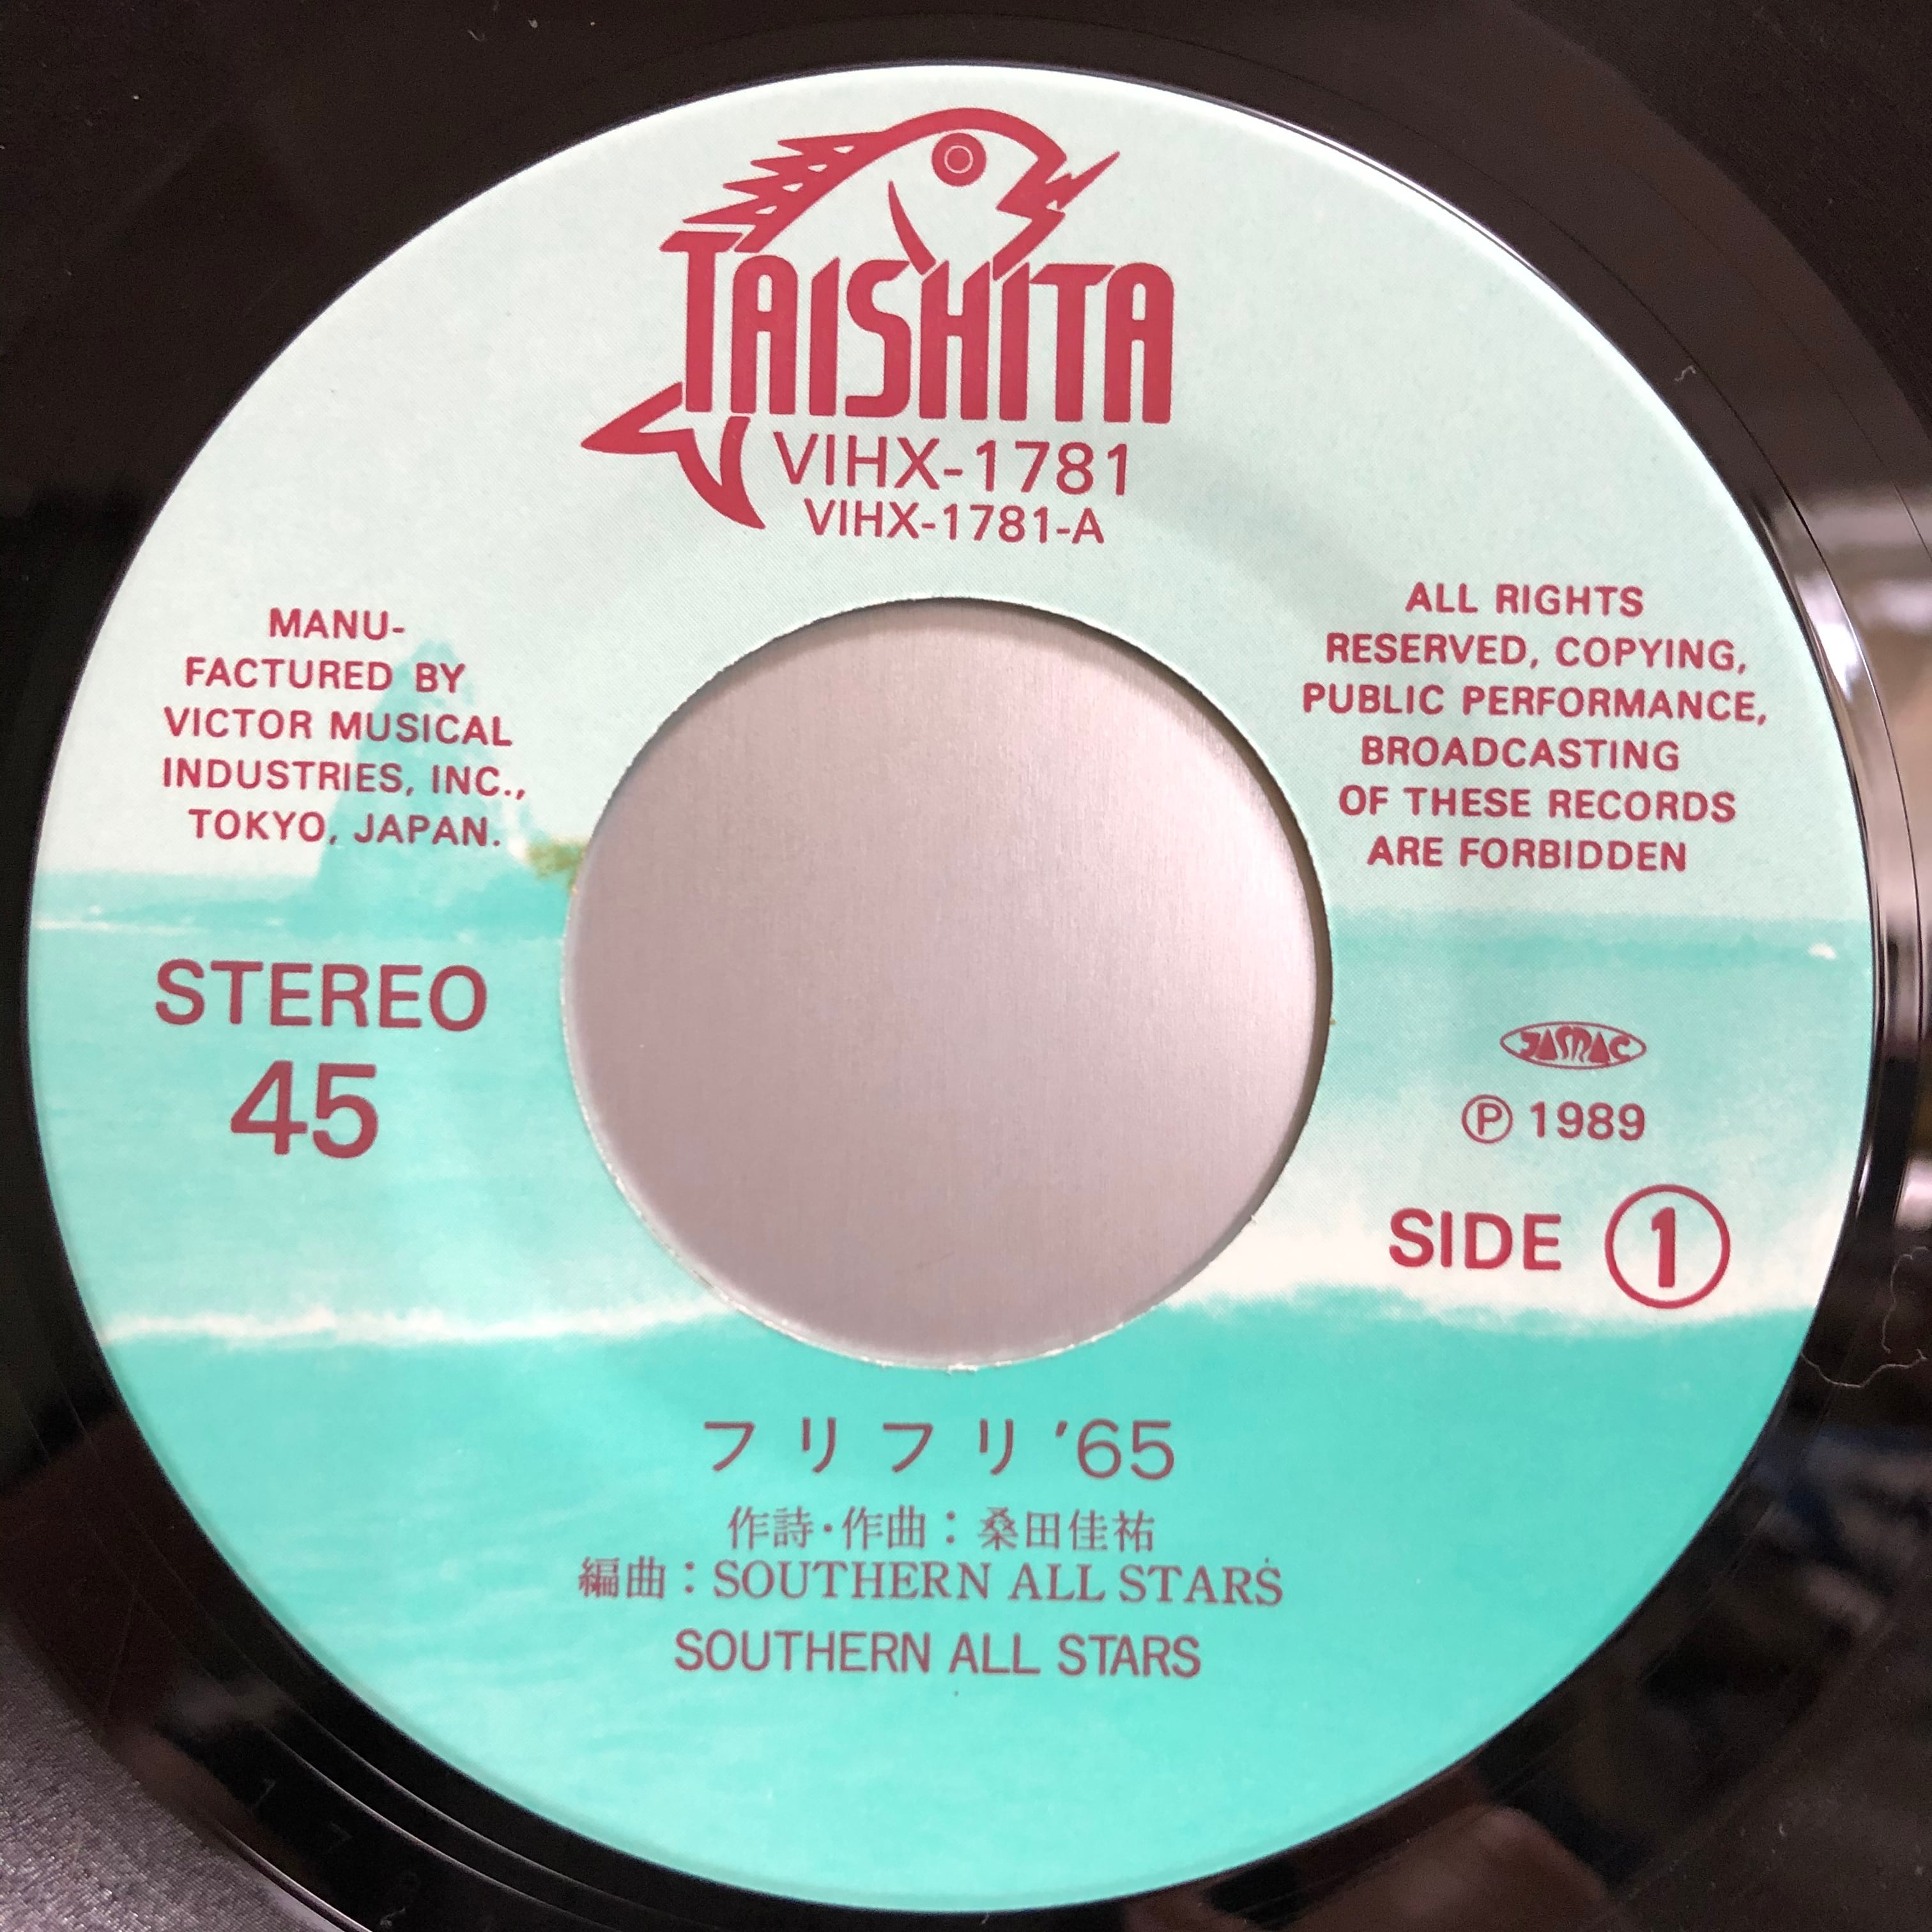 TAISHITA
VIHX-1781
VIHX-1781-A
MANU-
FACTURED BY
VICTOR MUSICAL
INDUSTRIES, INC.,
TOKYO, JAPAN.
ALL RIGHTS
RESERVED, COPYING,
PUBLIC PERFORMANCE,
BROADCASTING
OF THESE RECORDS
ARE FORBIDDEN
STEREO
45
JASRAC
Ⓟ 1989
SIDE ①
フリフリ '65
作詩・作曲：桑田佳祐
編曲：SOUTHERN ALL STARS
SOUTHERN ALL STARS